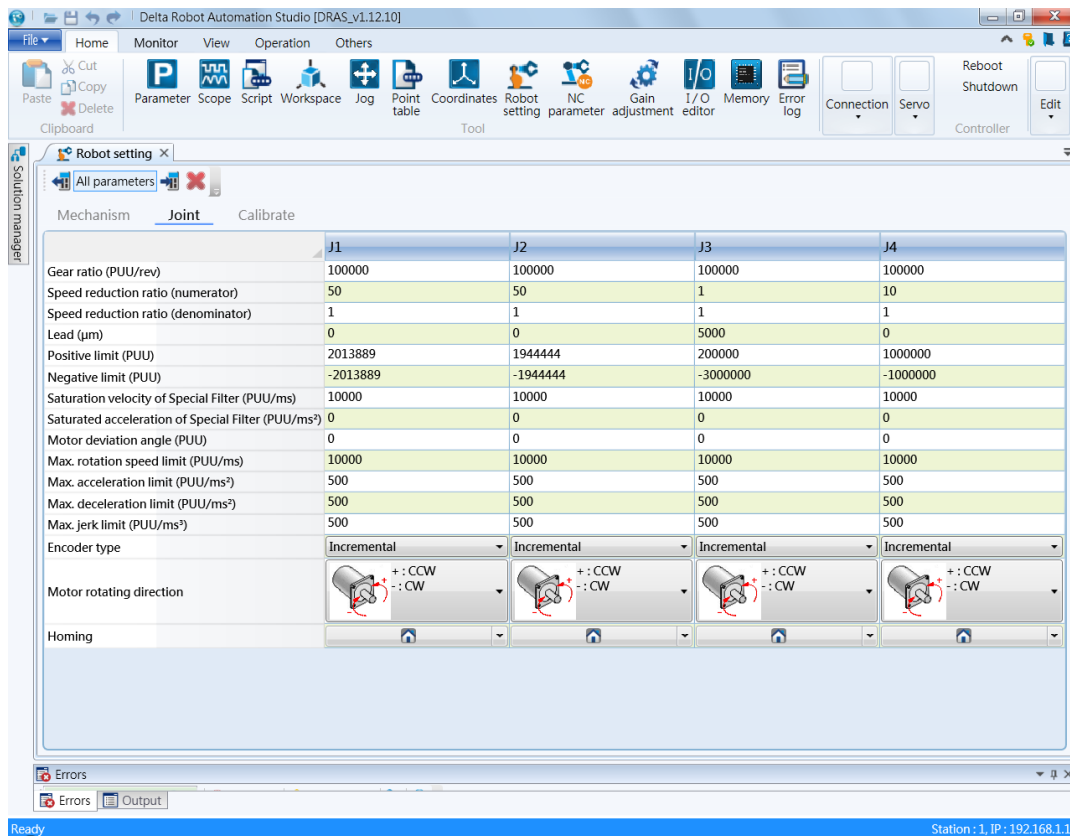 Delta Robot Automation Studio [DRAS_v1.12.10]
File Home Monitor View Operation Others
Paste Cut Copy Delete
Clipboard
Parameter Scope Script Workspace Jog Point table Coordinates Robot setting NC parameter Gain adjustment I/O editor Memory Error log
Tool
Connection Servo
Reboot
Shutdown
Controller
Edit
Solution manager
Robot setting
All parameters
Mechanism Joint Calibrate
J1 J2 J3 J4
Gear ratio (PUU/rev) 100000 100000 100000 100000
Speed reduction ratio (numerator) 50 50 1 10
Speed reduction ratio (denominator) 1 1 1 1
Lead (μm) 0 0 5000 0
Positive limit (PUU) 2013889 1944444 200000 1000000
Negative limit (PUU) -2013889 -1944444 -3000000 -1000000
Saturation velocity of Special Filter (PUU/ms) 10000 10000 10000 10000
Saturated acceleration of Special Filter (PUU/ms²) 0 0 0 0
Motor deviation angle (PUU) 0 0 0 0
Max. rotation speed limit (PUU/ms) 10000 10000 10000 10000
Max. acceleration limit (PUU/ms²) 500 500 500 500
Max. deceleration limit (PUU/ms²) 500 500 500 500
Max. jerk limit (PUU/ms³) 500 500 500 500
Encoder type Incremental Incremental Incremental Incremental
+ : CCW + : CCW + : CCW + : CCW
Motor rotating direction - : CW - : CW - : CW - : CW
Homing
Errors
Errors Output
Ready Station : 1, IP : 192.168.1.1